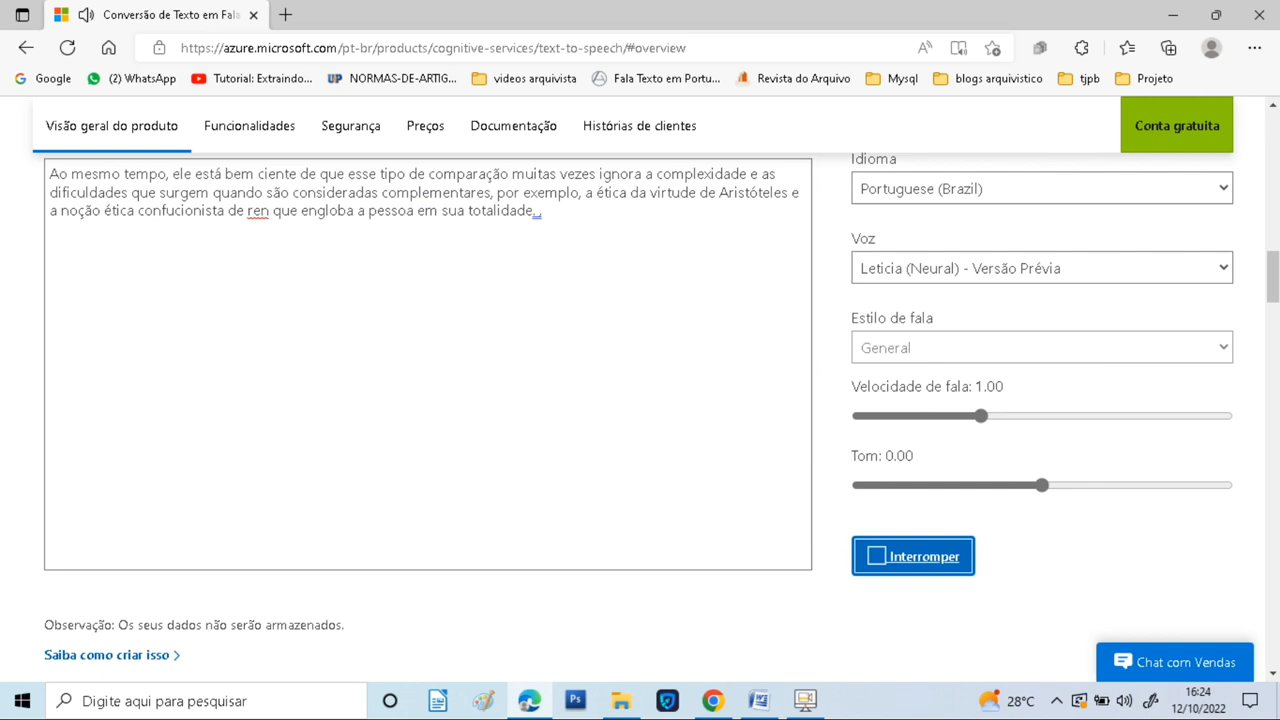 Conversão de Texto em Fala
https://azure.microsoft.com/pt-br/products/cognitive-services/text-to-speech/#overview
Google
(2) WhatsApp
Tutorial: Extraindo...
NORMAS-DE-ARTIG...
videos arquivista
Fala Texto em Portu...
Revista do Arquivo
Mysql
blogs arquivistico
tjpb
Projeto
Visão geral do produto
Funcionalidades
Segurança
Preços
Documentação
Histórias de clientes
Conta gratuita
Ao mesmo tempo, ele está bem ciente de que esse tipo de comparação muitas vezes ignora a complexidade e as
dificuldades que surgem quando são consideradas complementares, por exemplo, a ética da virtude de Aristóteles e
a noção ética confucionista de ren que engloba a pessoa em sua totalidade..
Idioma
Portuguese (Brazil)
Voz
Leticia (Neural) - Versão Prévia
Estilo de fala
General
Velocidade de fala: 1.00
Tom: 0.00
Interromper
Observação: Os seus dados não serão armazenados.
Saiba como criar isso >
Chat com Vendas
Digite aqui para pesquisar
28°C
16:24
12/10/2022